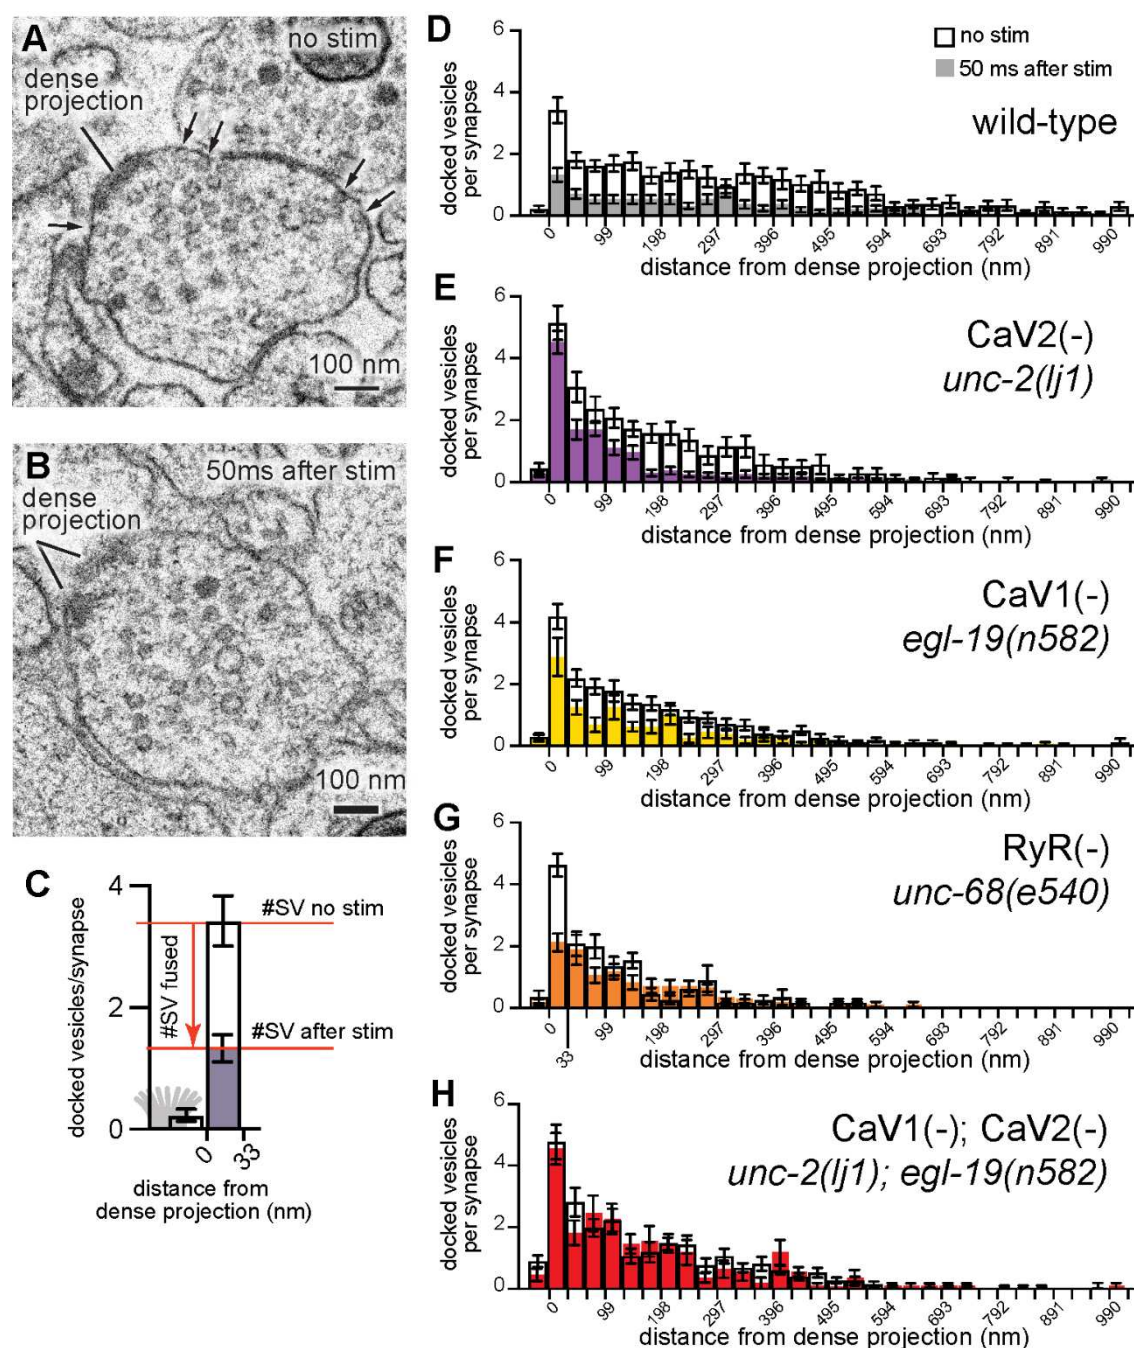 A
no stim
dense
projection
100 nm
B
50ms after stim
dense
projection
100 nm
C
docked vesicles/synapse
4
2
0
#SV no stim
#SV fused
#SV after stim
0
33
distance from
dense projection (nm)
D
no stim
50 ms after stim
wild-type
docked vesicles
per synapse
6
4
2
0
0 99 198 297 396 495 594 693 792 891 990
distance from dense projection (nm)
E
CaV2(-)
unc-2(lj1)
docked vesicles
per synapse
6
4
2
0
0 99 198 297 396 495 594 693 792 891 990
distance from dense projection (nm)
F
CaV1(-)
egl-19(n582)
docked vesicles
per synapse
6
4
2
0
0 99 198 297 396 495 594 693 792 891 990
distance from dense projection (nm)
G
RyR(-)
unc-68(e540)
docked vesicles
per synapse
6
4
2
0
0 99 198 297 396 495 594 693 792 891 990
33
distance from dense projection (nm)
H
CaV1(-); CaV2(-)
unc-2(lj1); egl-19(n582)
docked vesicles
per synapse
6
4
2
0
0 99 198 297 396 495 594 693 792 891 990
distance from dense projection (nm)